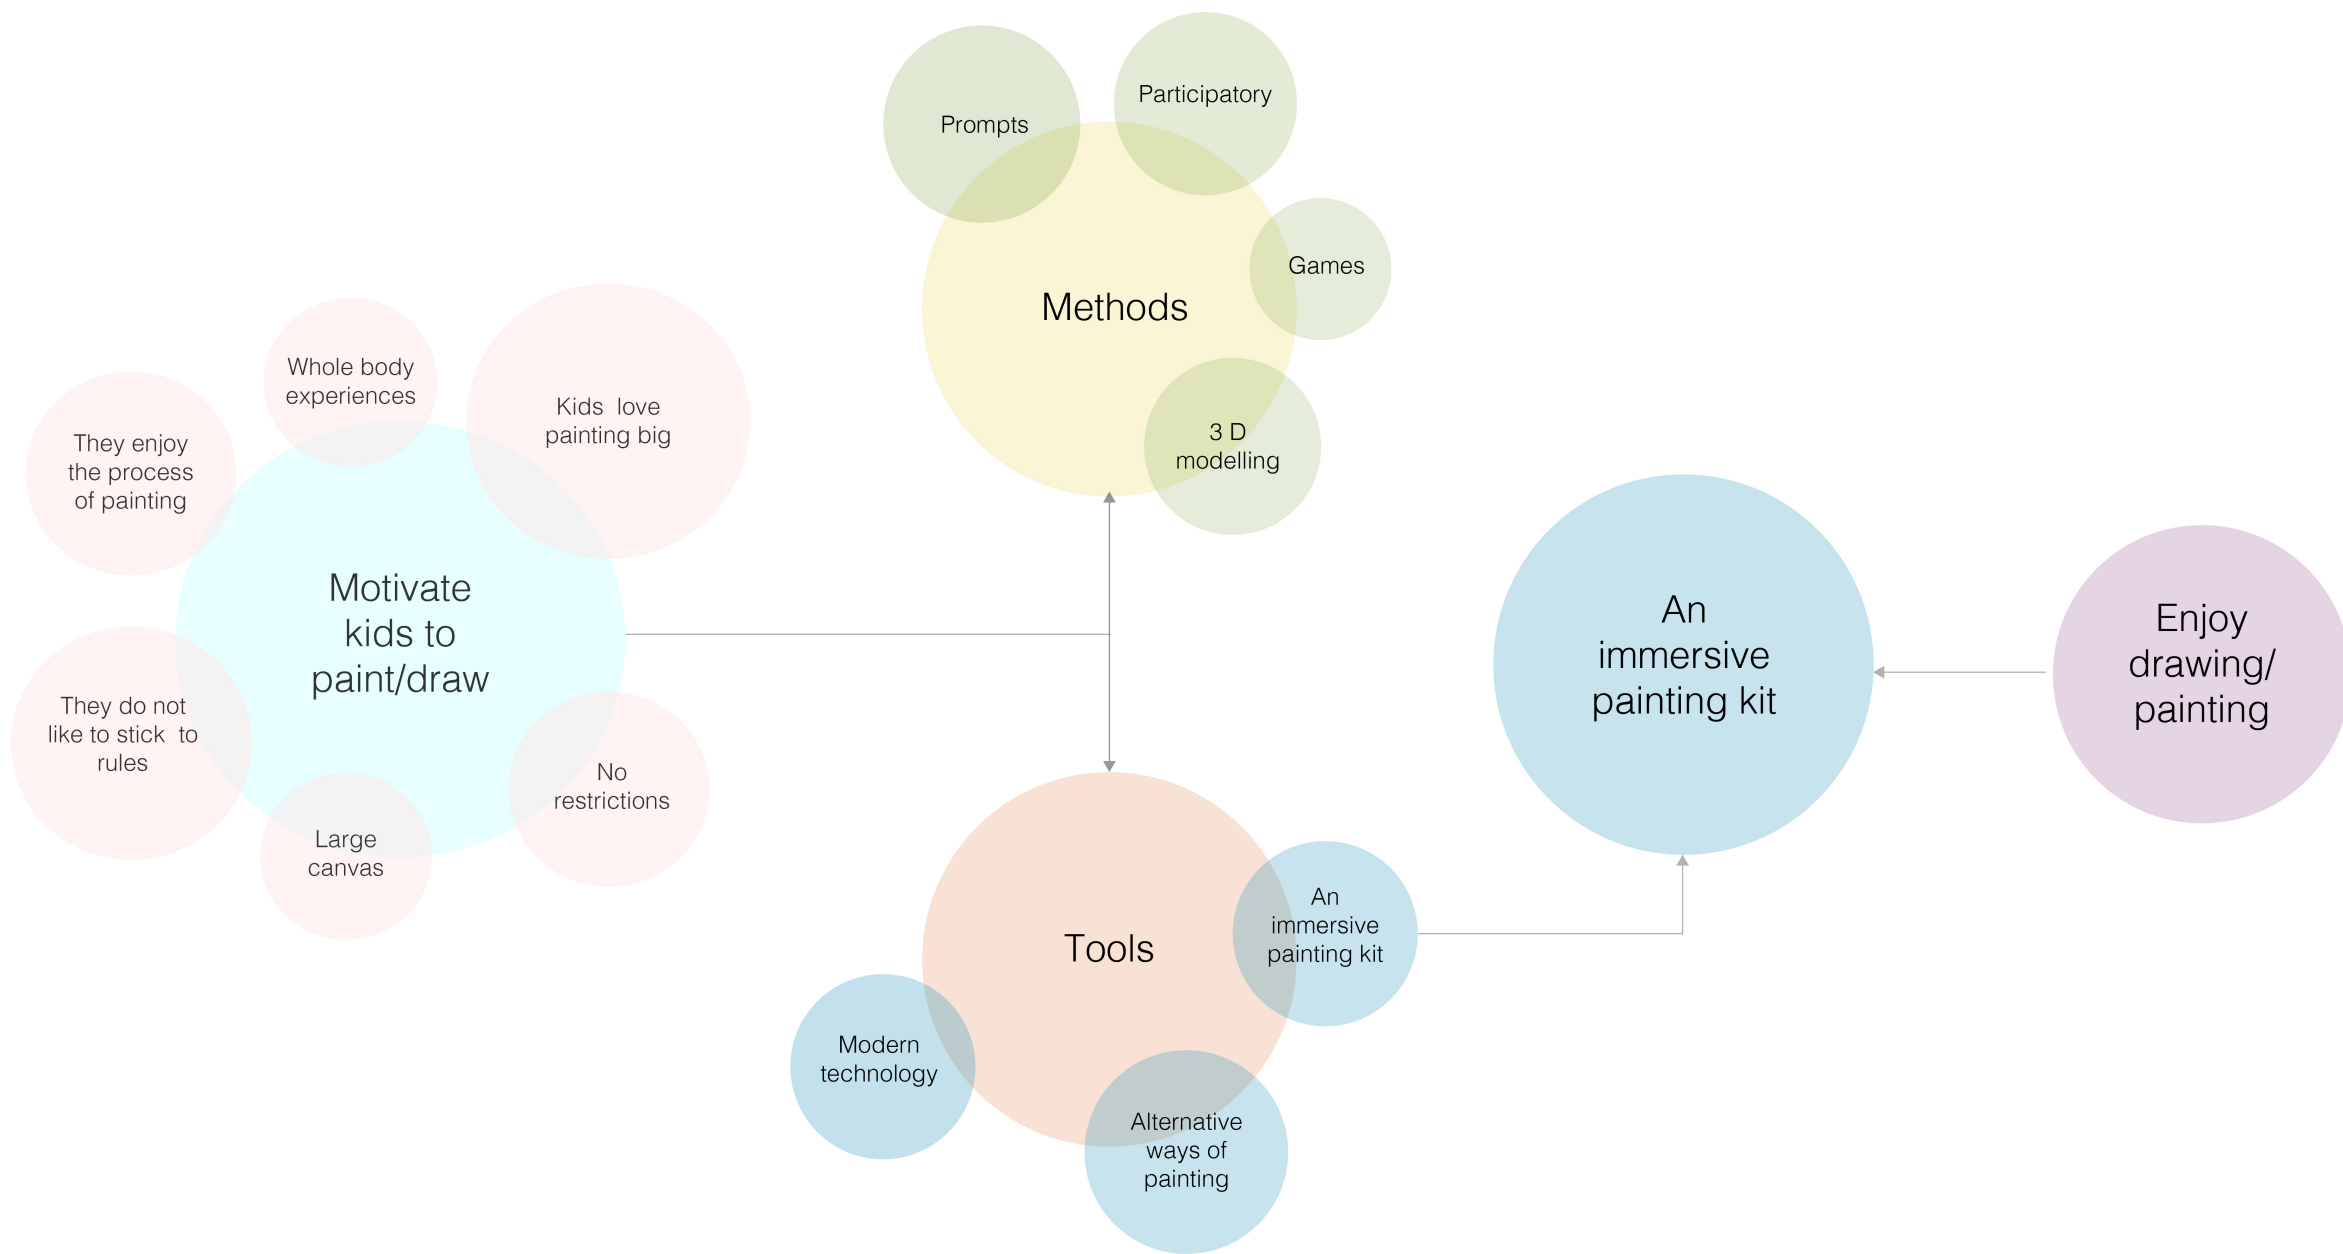 Whole body
experiences
Kids  love
painting big
They enjoy
the process
of painting
Motivate
kids to
paint/draw
They do not
like to stick  to
rules
No
restrictions
Large
canvas
Prompts
Participatory
Games
Methods
3 D
modelling
Tools
An
immersive
painting kit
Modern
technology
Alternative
ways of
painting
An
immersive
painting kit
Enjoy
drawing/
painting